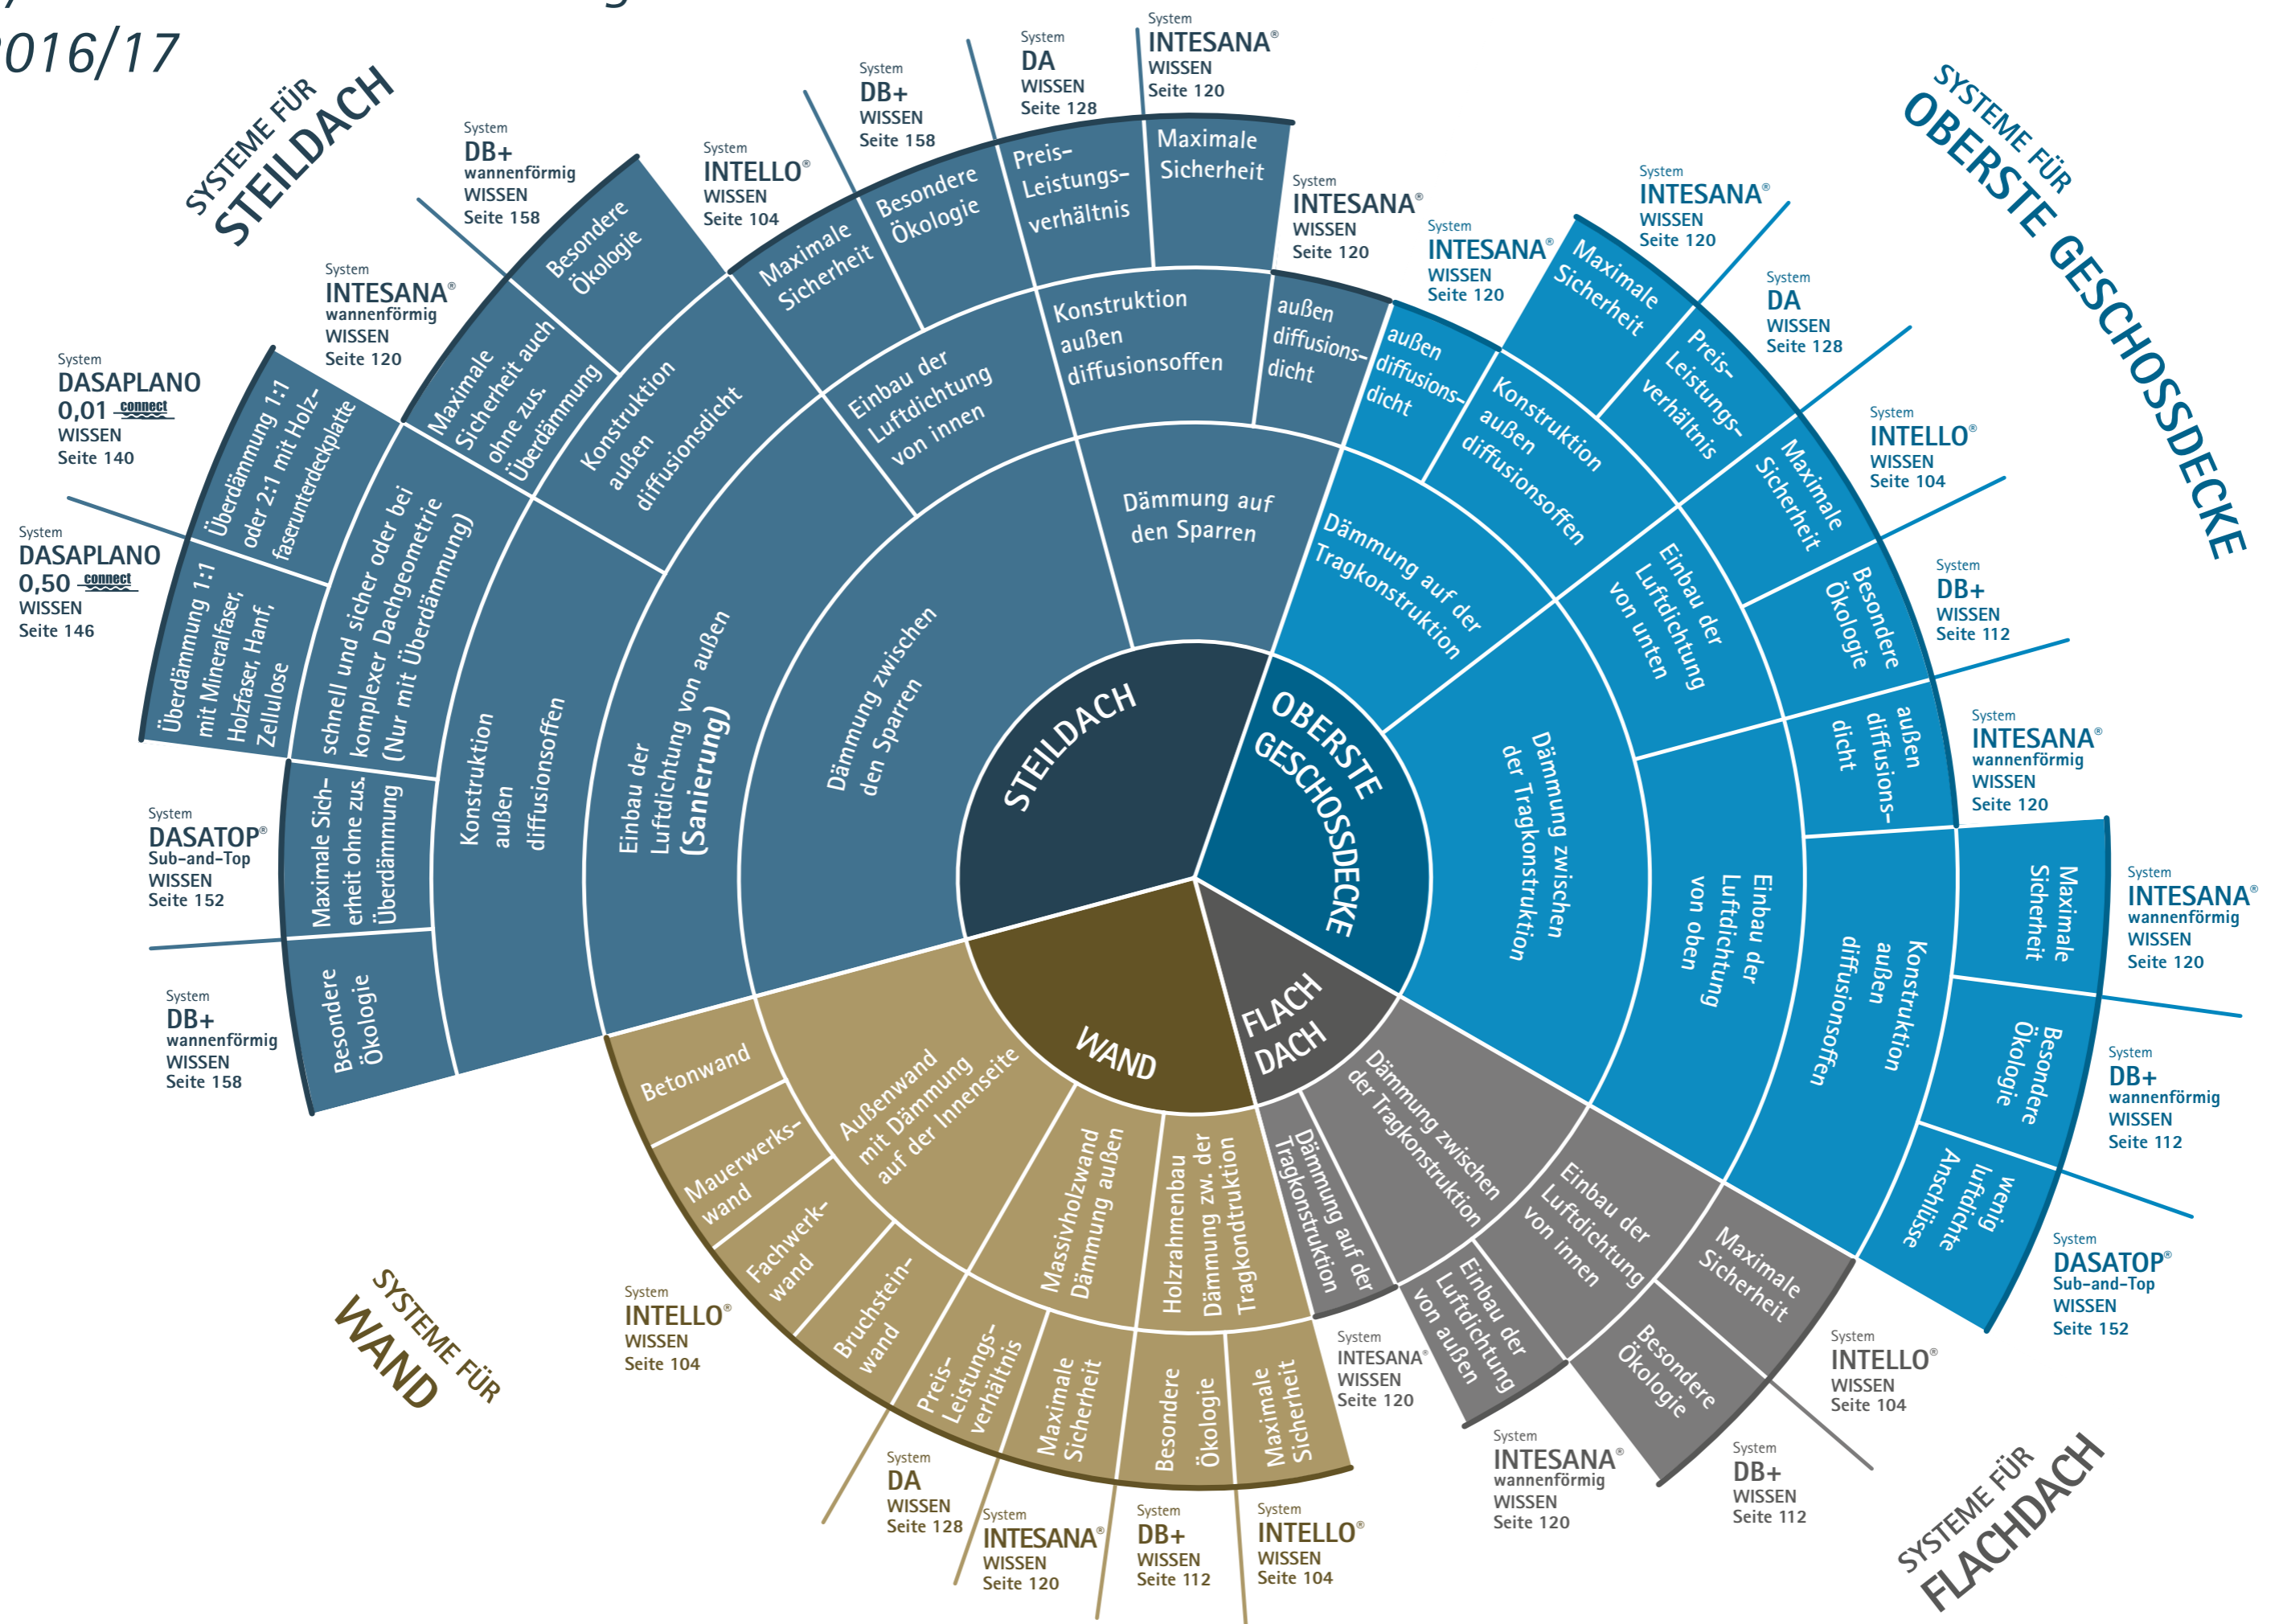 2016/17
SYSTEME FÜR
STEILDACH
System
DASAPLANO
0,01 connect
WISSEN
Seite 140
System
DASAPLANO
0,50 connect
WISSEN
Seite 146
System
DASATOP®
Sub-and-Top
WISSEN
Seite 152
System
DB+
wannenförmig
WISSEN
Seite 158
System
INTESANA®
wannenförmig
WISSEN
Seite 120
System
DB+
wannenförmig
WISSEN
Seite 158
System
INTELLO®
WISSEN
Seite 104
System
DB+
WISSEN
Seite 158
System
DA
WISSEN
Seite 128
System
INTESANA®
WISSEN
Seite 120
System
INTESANA®
WISSEN
Seite 120
STEILDACH
Dämmung auf
den Sparren
Dämmung zwischen
den Sparren
außen
diffusions-
dicht
Konstruktion
außen
diffusionsoffen
Maximale
Sicherheit
Preis-
Leistungs-
verhältnis
Einbau der
Luftdichtung
von innen
Besondere
Ökologie
Maximale
Sicherheit
Einbau der
Luftdichtung von außen
(Sanierung)
Konstruktion
außen
diffusionsdicht
Besondere
Ökologie
Maximale
Sicherheit auch
ohne zus.
Überdämmung
Konstruktion
außen
diffusionsoffen
schnell und sicher oder bei
komplexer Dachgeometrie
(Nur mit Überdämmung)
Überdämmung 1:1
oder 2:1 mit Holz-
faserunterdeckplatte
Überdämmung 1:1
mit Mineralfaser,
Holzfaser, Hanf,
Zellulose
Maximale Sich-
erheit ohne zus.
Überdämmung
Besondere
Ökologie
SYSTEME FÜR
OBERSTE GESCHOSSDECKE
System
INTESANA®
WISSEN
Seite 120
System
INTESANA®
WISSEN
Seite 120
System
DA
WISSEN
Seite 128
System
INTELLO®
WISSEN
Seite 104
System
DB+
WISSEN
Seite 112
System
INTESANA®
wannenförmig
WISSEN
Seite 120
System
INTESANA®
wannenförmig
WISSEN
Seite 120
System
DB+
wannenförmig
WISSEN
Seite 112
System
DASATOP®
Sub-and-Top
WISSEN
Seite 152
OBERSTE
GESCHOSSDECKE
Dämmung auf der
Tragkonstruktion
außen
diffusions-
dicht
Konstruktion
außen
diffusionsoffen
Maximale
Sicherheit
Preis-
Leistungs-
verhältnis
Dämmung zwischen
der Tragkonstruktion
Einbau der
Luftdichtung
von unten
Maximale
Sicherheit
Besondere
Ökologie
Einbau der
Luftdichtung
von oben
außen
diffusions-
dicht
Konstruktion
außen
diffusionsoffen
Maximale
Sicherheit
Besondere
Ökologie
wenig
luftdichte
Anschlüsse
FLACH
DACH
Dämmung zwischen
der Tragkonstruktion
Dämmung auf der
Tragkonstruktion
Einbau der
Luftdichtung
von innen
Maximale
Sicherheit
Besondere
Ökologie
Einbau der
Luftdichtung
von außen
System
INTELLO®
WISSEN
Seite 104
System
DB+
WISSEN
Seite 112
System
INTESANA®
wannenförmig
WISSEN
Seite 120
System
INTESANA®
WISSEN
Seite 120
SYSTEME FÜR
FLACHDACH
WAND
Außenwand
mit Dämmung
auf der Innenseite
Betonwand
Mauerwerks-
wand
Fachwerk-
wand
Bruchstein-
wand
Massivholzwand
Dämmung außen
Preis-
Leistungs-
verhältnis
Maximale
Sicherheit
Holzrahmenbau
Dämmung zw. der
Tragkondtruktion
Besondere
Ökologie
Maximale
Sicherheit
System
INTELLO®
WISSEN
Seite 104
System
DA
WISSEN
Seite 128
System
INTESANA®
WISSEN
Seite 120
System
DB+
WISSEN
Seite 112
System
INTELLO®
WISSEN
Seite 104
SYSTEME FÜR
WAND